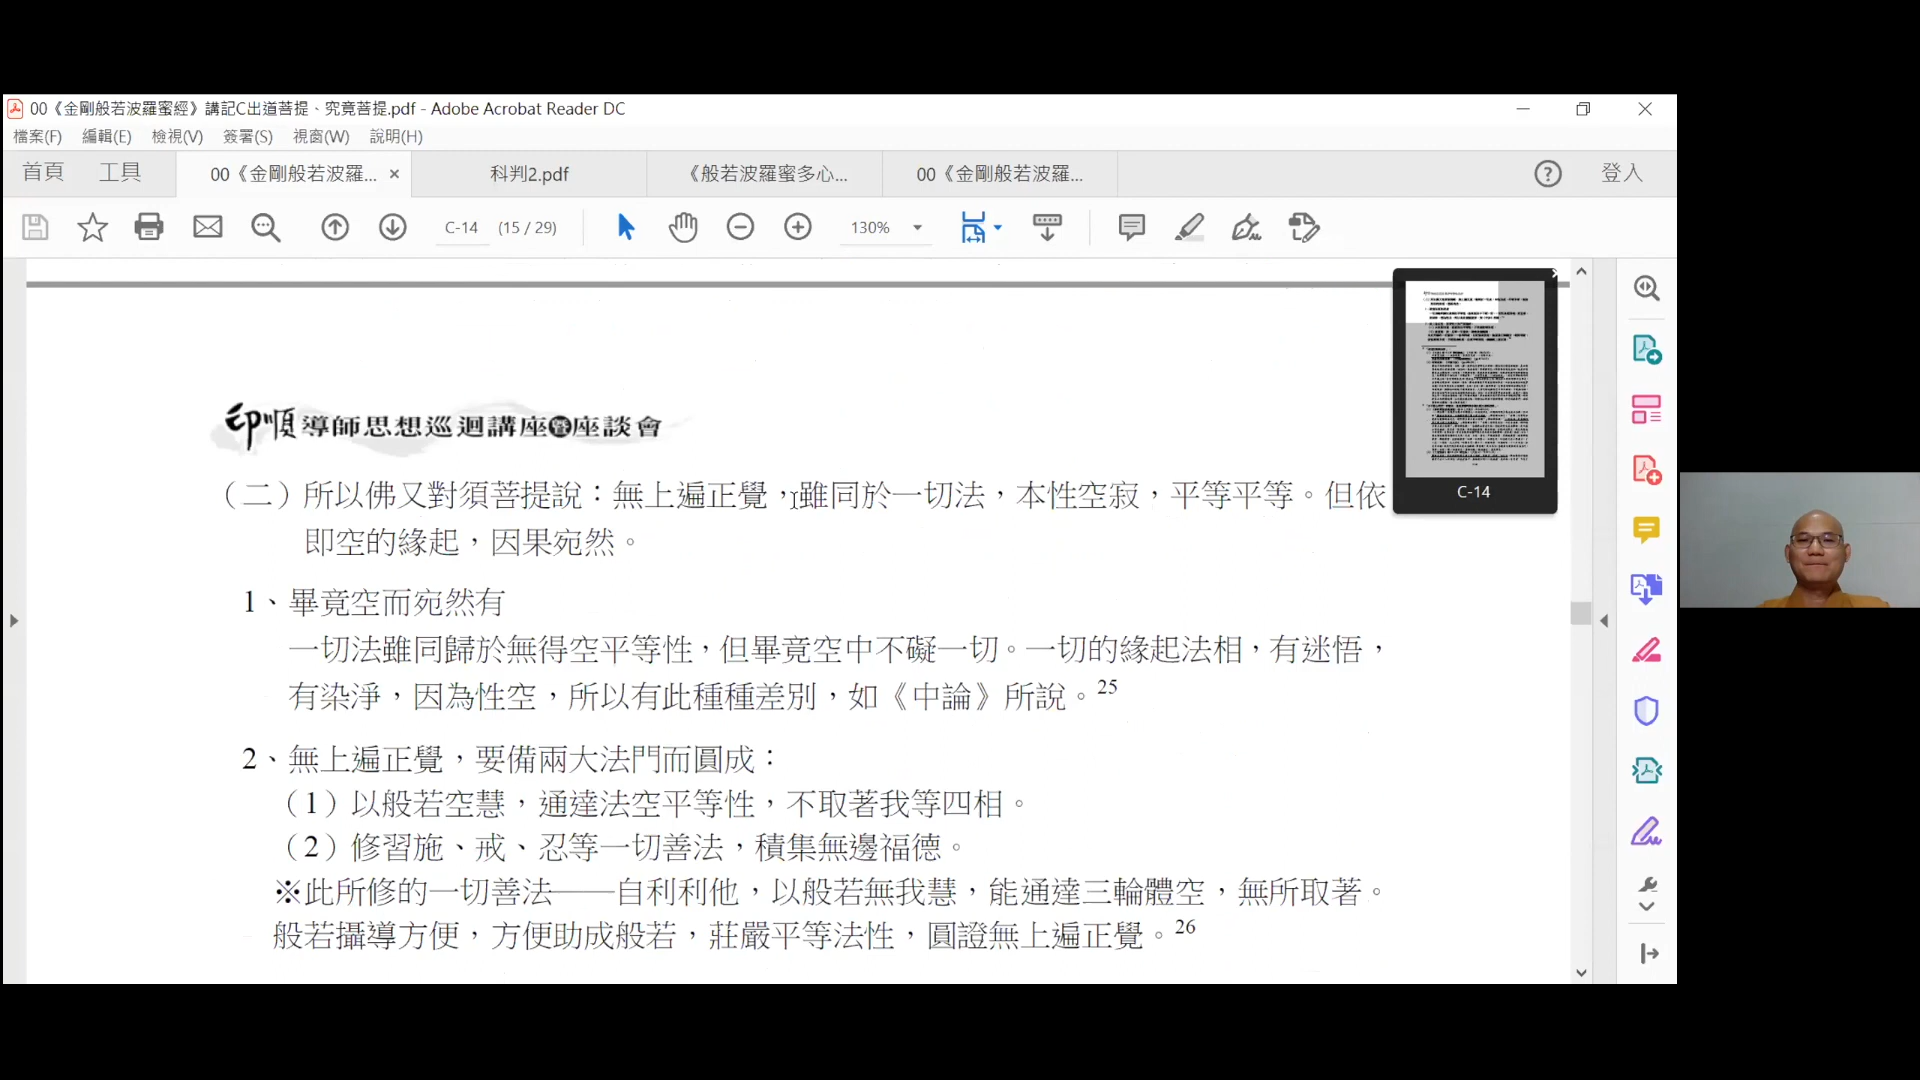 00《金剛般若波羅蜜經》講記C出道菩提、究竟菩提.pdf - Adobe Acrobat Reader DC
檔案(F) 編輯(E) 檢視(V) 簽署(S) 視窗(W) 說明(H)
首頁 工具 00《金剛般若波羅... × 科判2.pdf 《般若波羅蜜多心... 00《金剛般若波羅... 登入
C-14 (15 / 29) 130%
印順導師思想巡迴講座暨座談會
C-14
（二）所以佛又對須菩提說：無上遍正覺，雖同於一切法，本性空寂，平等平等。但依
即空的緣起，因果宛然。
1、畢竟空而宛然有
一切法雖同歸於無得空平等性，但畢竟空中不礙一切。一切的緣起法相，有迷悟，
有染淨，因為性空，所以有此種種差別，如《中論》所說。25
2、無上遍正覺，要備兩大法門而圓成：
（1）以般若空慧，通達法空平等性，不取著我等四相。
（2）修習施、戒、忍等一切善法，積集無邊福德。
※此所修的一切善法——自利利他，以般若無我慧，能通達三輪體空，無所取著。
般若攝導方便，方便助成般若，莊嚴平等法性，圓證無上遍正覺。26